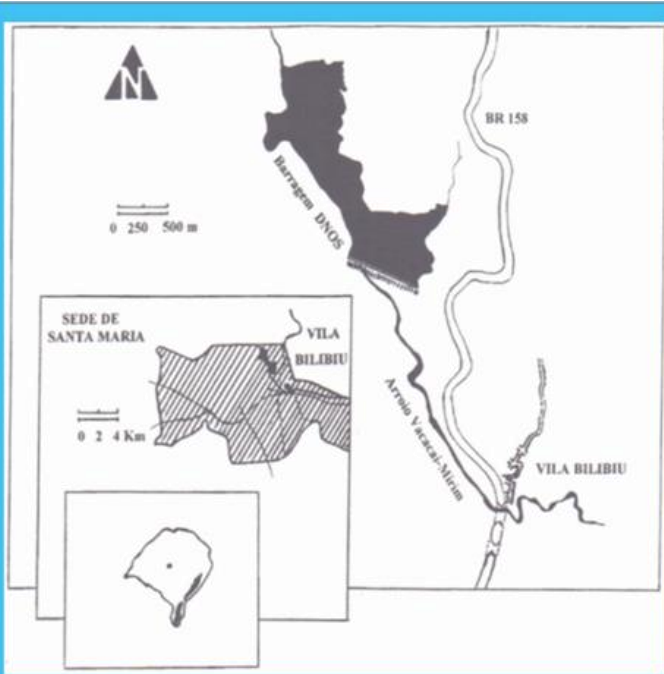 N
BR 158
Barragem DNOS
0 250 500 m
SEDE DE
SANTA MARIA
VILA
BILIBIU
0 2 4 Km
Arroio Vacacai-Mirim
VILA BILIBIU